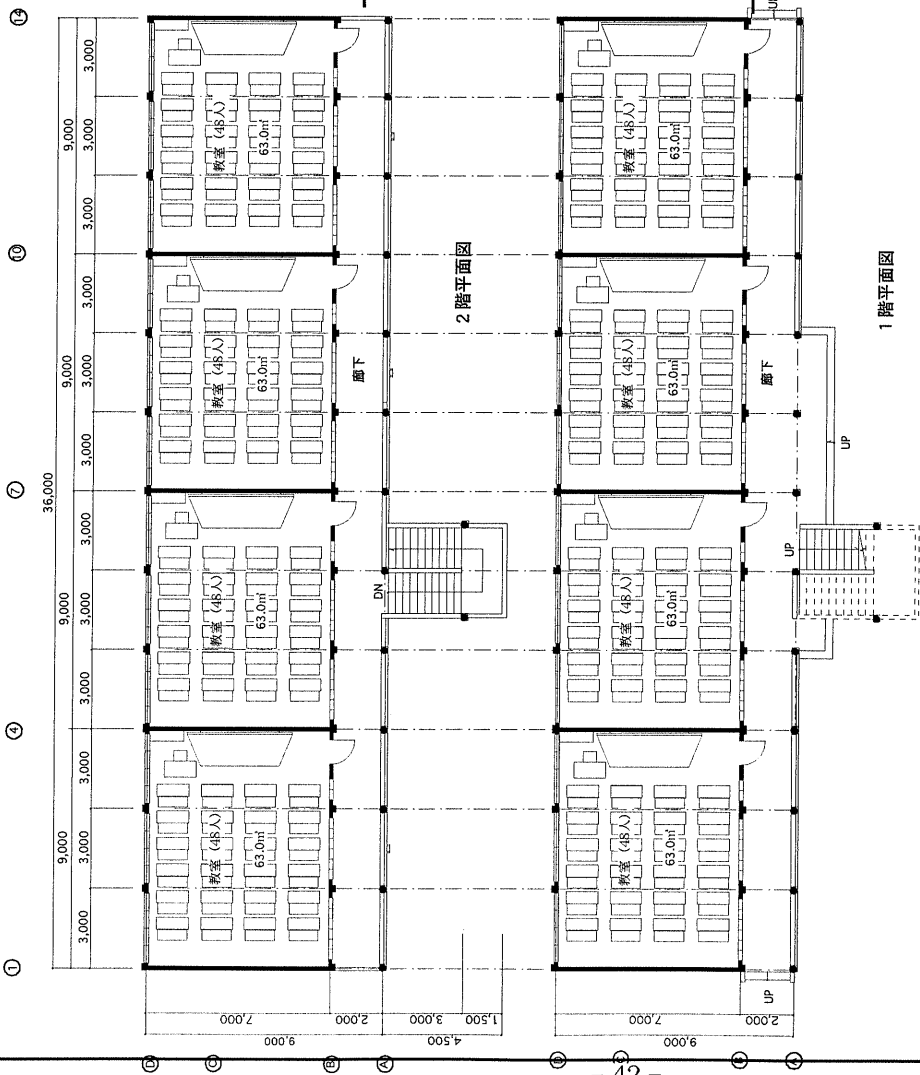 ⑭
⑩
⑦
④
①
36,000
9,000
9,000
9,000
9,000
3,000
3,000
3,000
3,000
3,000
3,000
3,000
3,000
3,000
3,000
3,000
3,000
教室 (48人)
63.0㎡
教室 (48人)
63.0㎡
教室 (48人)
63.0㎡
教室 (48人)
63.0㎡
廊下
DN
2階平面図
7,000
2,000
9,000
3,000
1,500
4,500
Ⓓ
Ⓒ
Ⓑ
Ⓐ
教室 (48人)
63.0㎡
教室 (48人)
63.0㎡
教室 (48人)
63.0㎡
教室 (48人)
63.0㎡
廊下
UP
UP
UP
UP
1階平面図
7,000
2,000
9,000
Ⓓ
Ⓒ
Ⓑ
Ⓐ
- 42 -